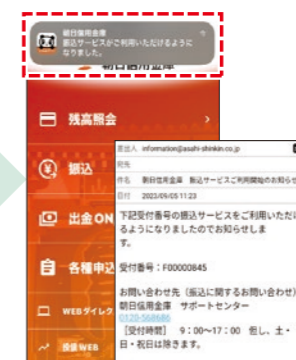 朝日信用金庫
振込サービスがご利用いただけるように
なりました。
朝日信用金庫
残高照会
振込
出金ON
各種申込
WEBダイレク
投信WEB
差出人 information@asahi-shinkin.co.jp
宛先
件名 朝日信用金庫 振込サービスご利用開始のお知らせ
日付 2023/09/05 11:23
下記受付番号の振込サービスをご利用いただけ
るようになりましたのでお知らせしま
す。
受付番号：F00000845
お問い合わせ先（振込に関するお問い合わせ）
朝日信用金庫 サポートセンター
0120-568686
［受付時間］ 9：00〜17：00 但し、土・
日・祝日は除きます。